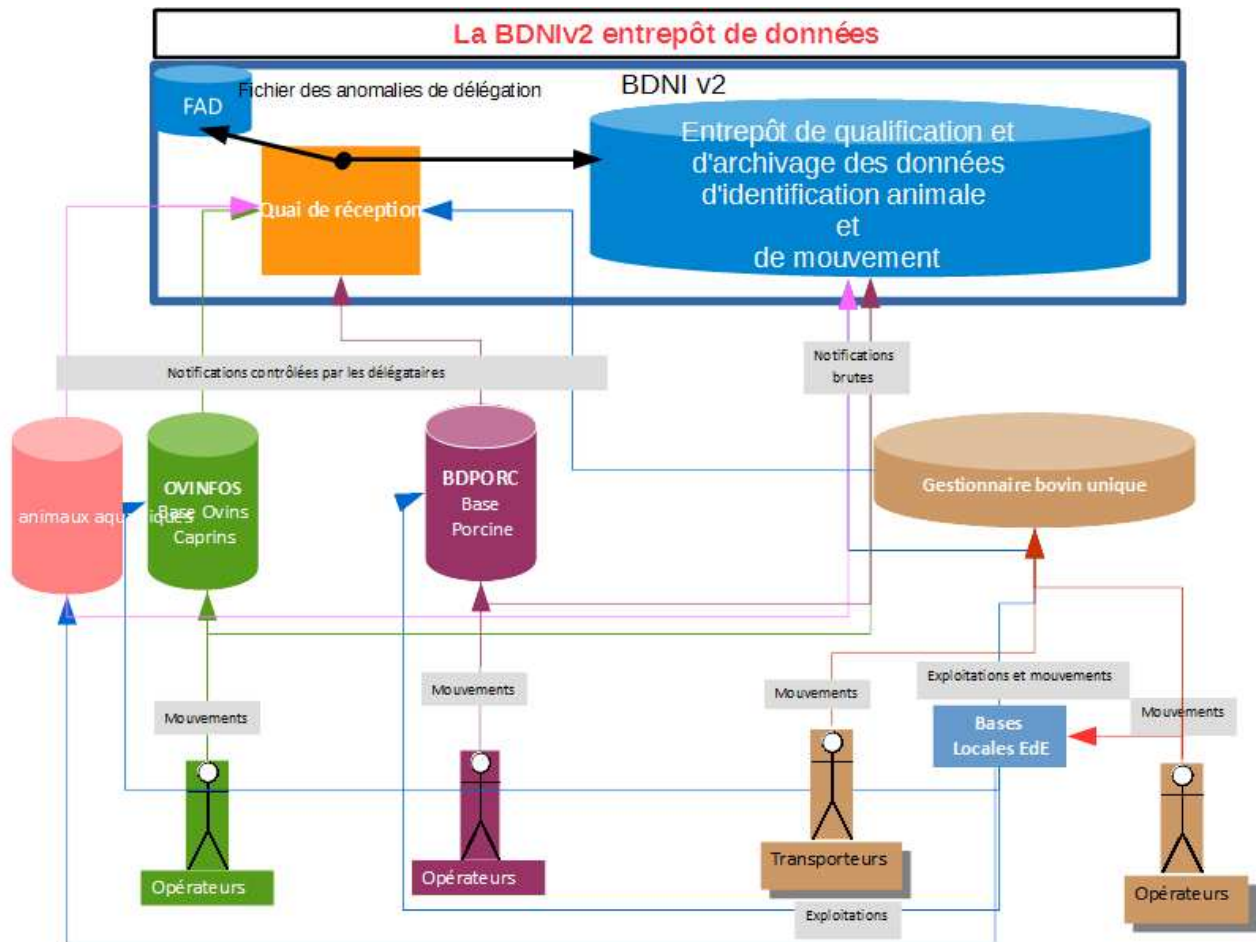 La BDNIv2 entrepôt de données
BDNI v2
FAD
Fichier des anomalies de délégation
Entrepôt de qualification et
d'archivage des données
d'identification animale
et
de mouvement
Quai de réception
Notifications contrôlées par les délégataires
Notifications
brutes
animaux aquatiques
OVINFOS
Base Ovins
Caprins
BDPORC
Base
Porcine
Gestionnaire bovin unique
Mouvements
Mouvements
Mouvements
Exploitations et mouvements
Mouvements
Bases
Locales EdE
Opérateurs
Opérateurs
Transporteurs
Opérateurs
Exploitations